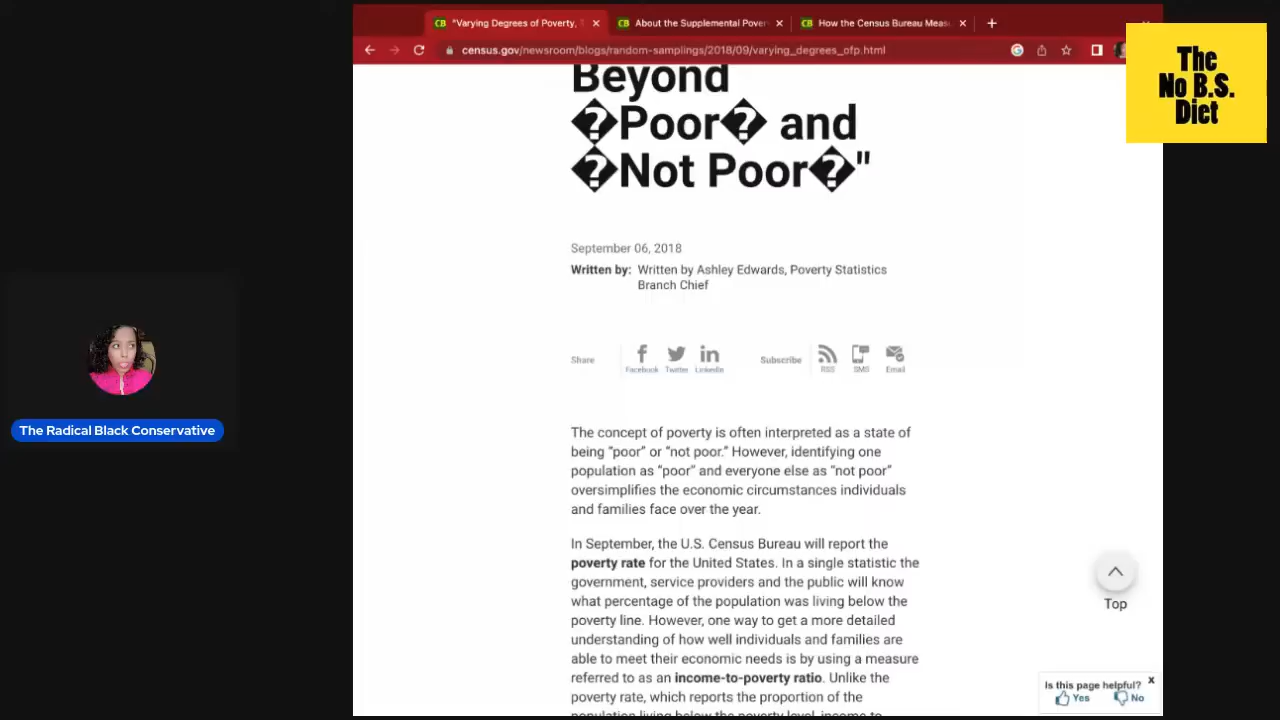 "Varying Degrees of Poverty,
About the Supplemental Pover
How the Census Bureau Meas
census.gov/newsroom/blogs/random-samplings/2018/09/varying_degrees_ofp.html
The
No B.S.
Diet
Beyond
�Poor� and
�Not Poor�"
September 06, 2018
Written by: Written by Ashley Edwards, Poverty Statistics
Branch Chief
Share
Facebook Twitter LinkedIn
Subscribe
RSS SMS Email
The Radical Black Conservative
The concept of poverty is often interpreted as a state of
being “poor” or “not poor.” However, identifying one
population as “poor” and everyone else as “not poor”
oversimplifies the economic circumstances individuals
and families face over the year.
In September, the U.S. Census Bureau will report the
poverty rate for the United States. In a single statistic the
government, service providers and the public will know
what percentage of the population was living below the
poverty line. However, one way to get a more detailed
understanding of how well individuals and families are
able to meet their economic needs is by using a measure
referred to as an income-to-poverty ratio. Unlike the
poverty rate, which reports the proportion of the
population living below the poverty level, income-to-
Top
Is this page helpful? x
Yes No